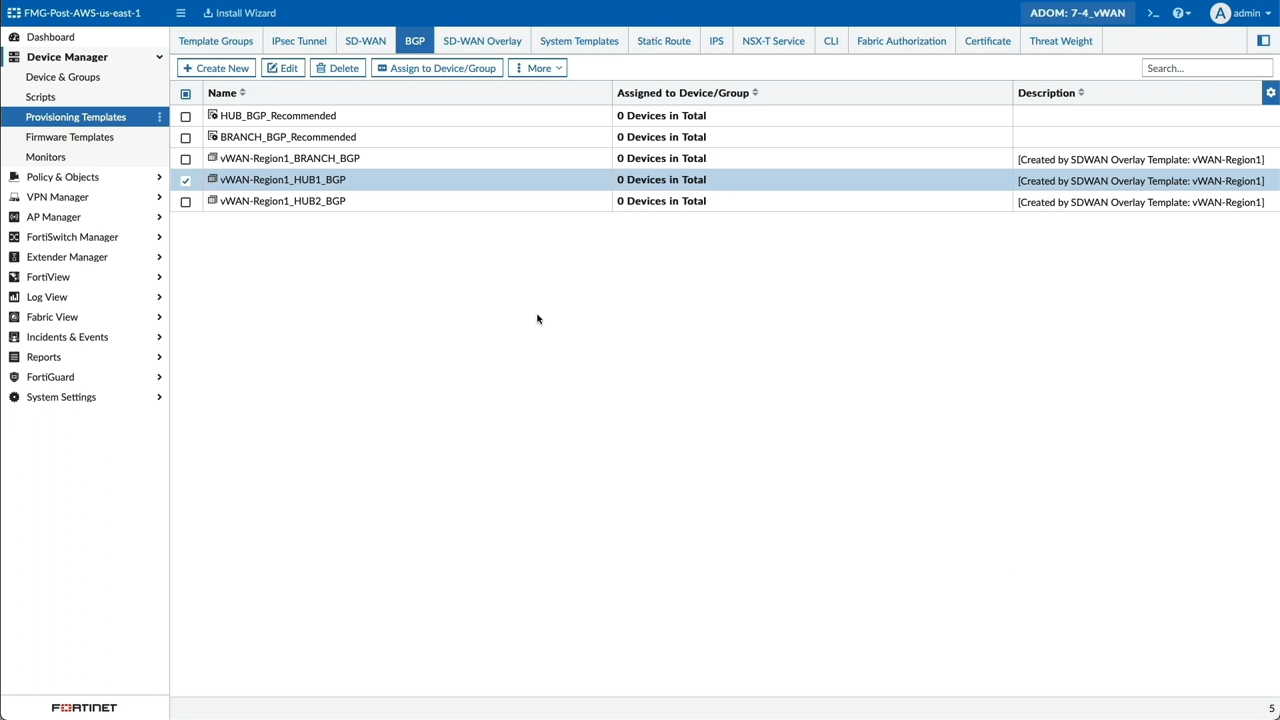 FMG-Post-AWS-us-east-1
Install Wizard
ADOM: 7-4_vWAN
A admin
Dashboard
Device Manager
Device & Groups
Scripts
Provisioning Templates
Firmware Templates
Monitors
Policy & Objects
VPN Manager
AP Manager
FortiSwitch Manager
Extender Manager
FortiView
Log View
Fabric View
Incidents & Events
Reports
FortiGuard
System Settings
FORTINET
Template Groups IPsec Tunnel SD-WAN BGP SD-WAN Overlay System Templates Static Route IPS NSX-T Service CLI Fabric Authorization Certificate Threat Weight
+ Create New Edit Delete Assign to Device/Group More Search...
Name Assigned to Device/Group Description
HUB_BGP_Recommended 0 Devices in Total
BRANCH_BGP_Recommended 0 Devices in Total
vWAN-Region1_BRANCH_BGP 0 Devices in Total [Created by SDWAN Overlay Template: vWAN-Region1]
vWAN-Region1_HUB1_BGP 0 Devices in Total [Created by SDWAN Overlay Template: vWAN-Region1]
vWAN-Region1_HUB2_BGP 0 Devices in Total [Created by SDWAN Overlay Template: vWAN-Region1]
5